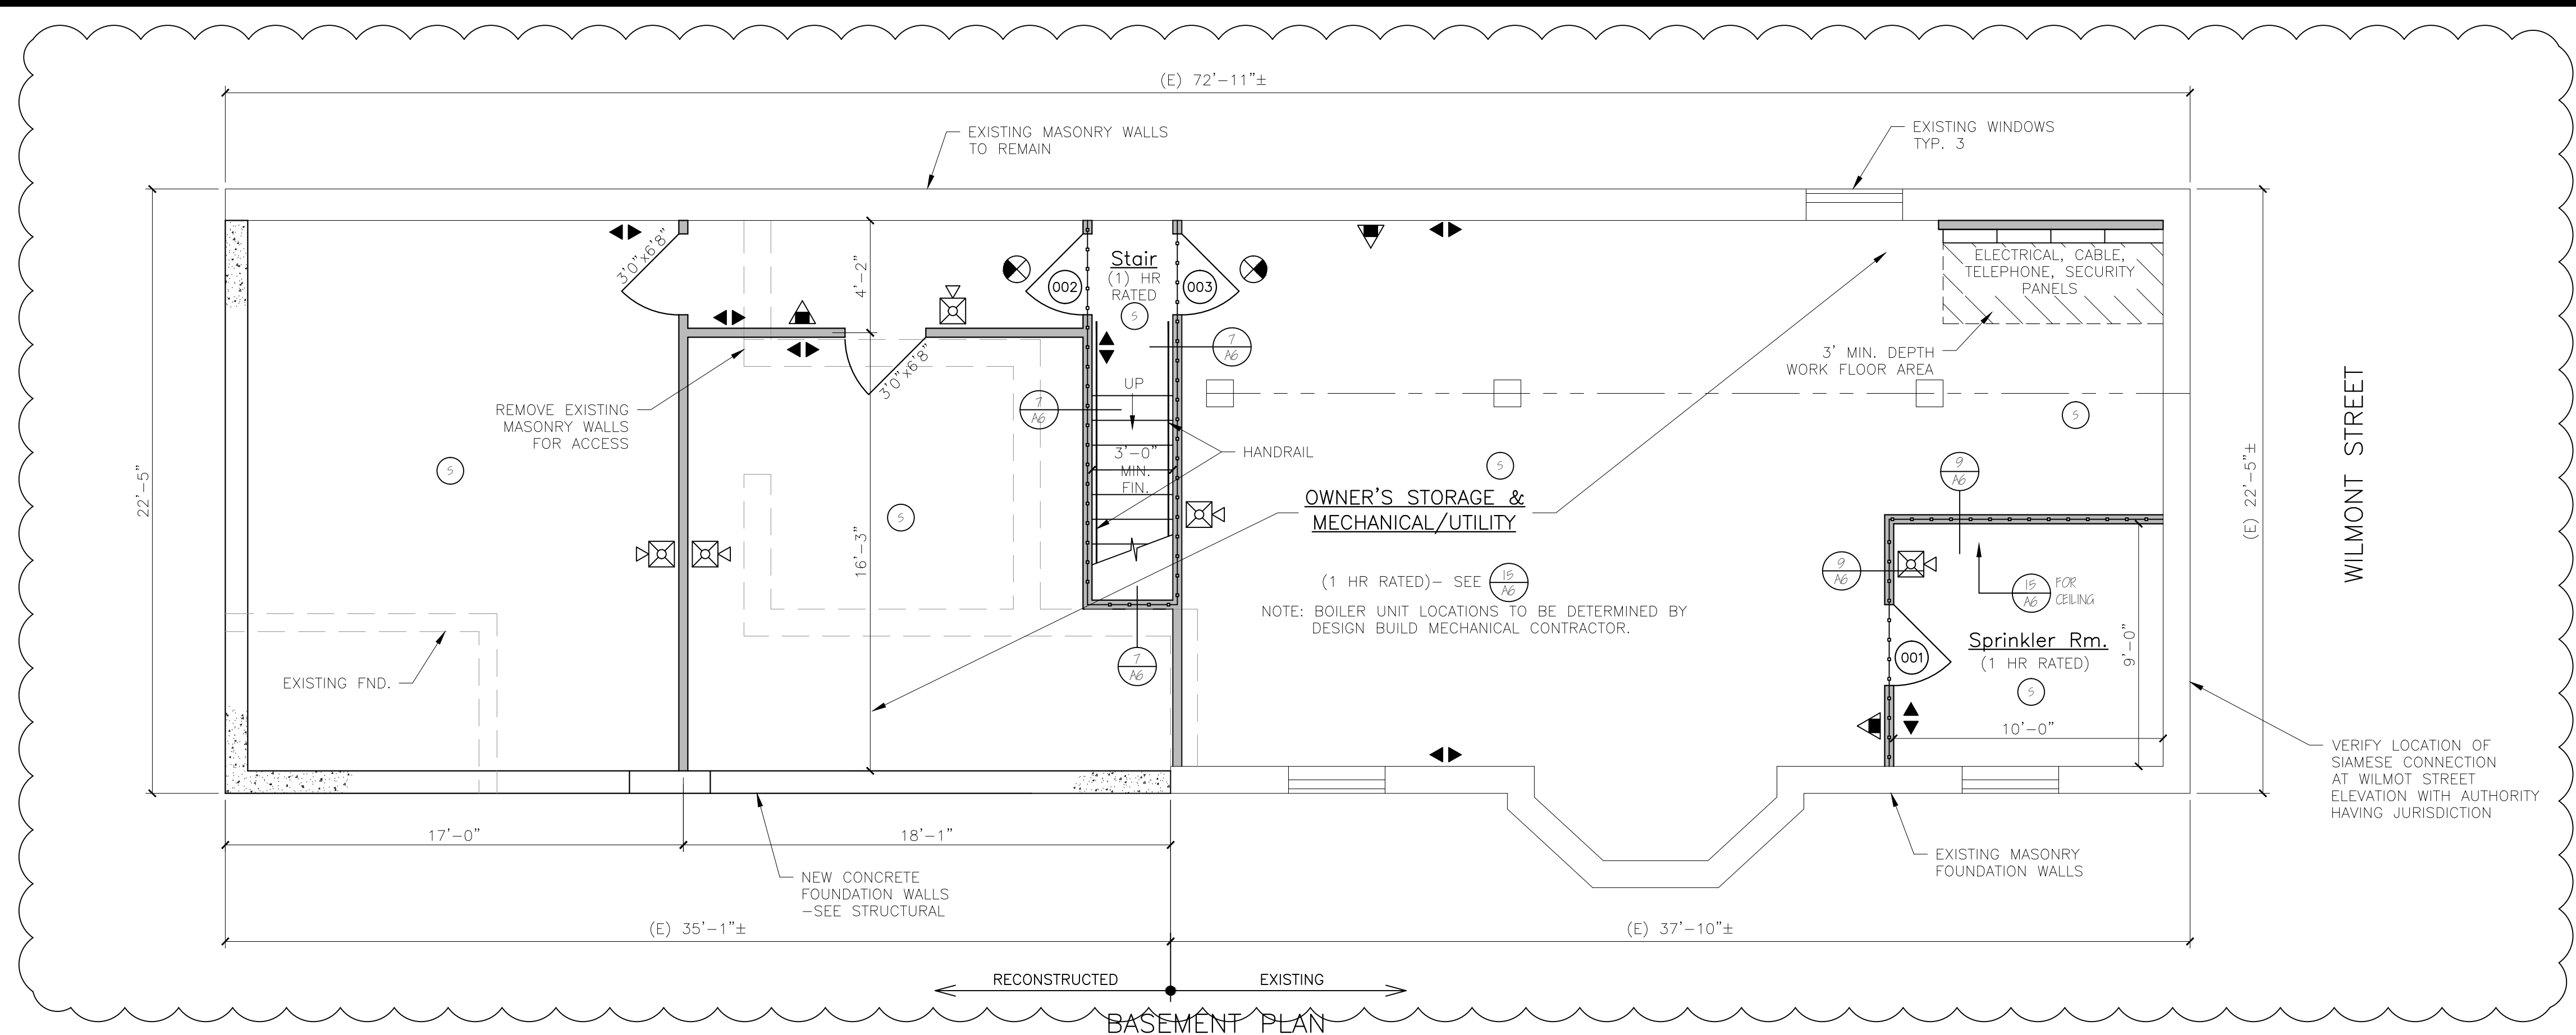 (E) 72'-11"±
EXISTING MASONRY WALLS
TO REMAIN
EXISTING WINDOWS
TYP. 3
3'0"x6'8"
4'-2"
002
Stair
(1) HR
RATED
S
003
ELECTRICAL, CABLE,
TELEPHONE, SECURITY
PANELS
3' MIN. DEPTH
WORK FLOOR AREA
REMOVE EXISTING
MASONRY WALLS
FOR ACCESS
3'0"x6'8"
7
A6
7
A6
UP
3'-0"
MIN.
FIN.
HANDRAIL
S
S
S
S
22'-5"
16'-3"
OWNER'S STORAGE &
MECHANICAL/UTILITY
(1 HR RATED)- SEE
15
A6
NOTE: BOILER UNIT LOCATIONS TO BE DETERMINED BY
DESIGN BUILD MECHANICAL CONTRACTOR.
9
A6
9
A6
15
A6
FOR
CEILING
001
Sprinkler Rm.
(1 HR RATED)
S
9'-0"
10'-0"
(E) 22'-5"±
WILMONT STREET
EXISTING FND.
7
A6
VERIFY LOCATION OF
SIAMESE CONNECTION
AT WILMOT STREET
ELEVATION WITH AUTHORITY
HAVING JURISDICTION
17'-0"
18'-1"
NEW CONCRETE
FOUNDATION WALLS
-SEE STRUCTURAL
EXISTING MASONRY
FOUNDATION WALLS
(E) 35'-1"±
(E) 37'-10"±
RECONSTRUCTED
EXISTING
BASEMENT PLAN